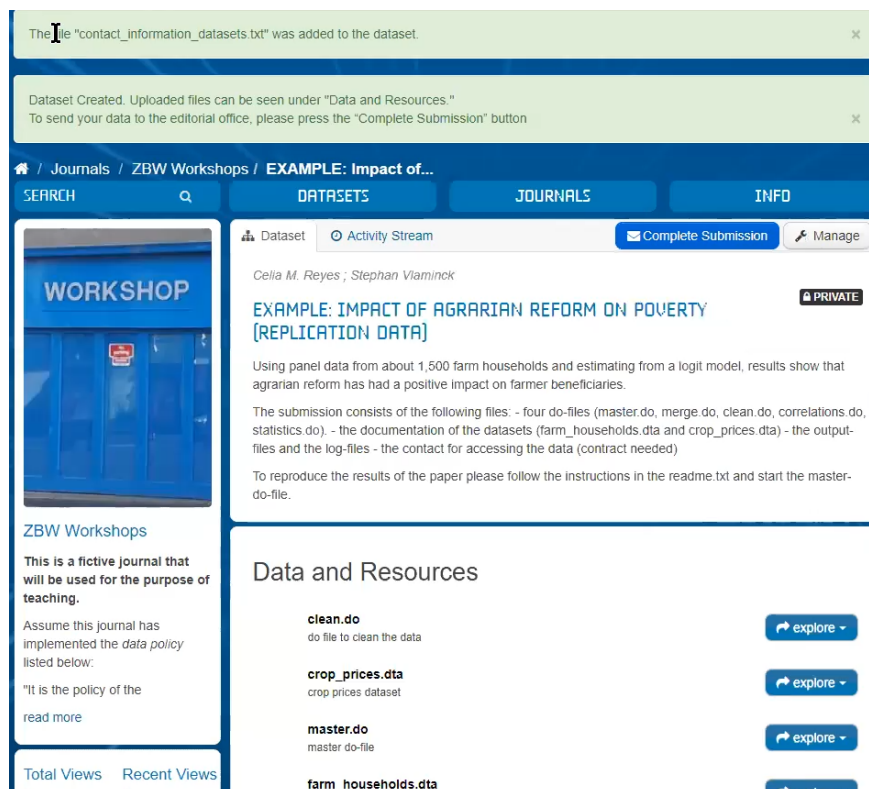 The file "contact_information_datasets.txt" was added to the dataset. ×
Dataset Created. Uploaded files can be seen under "Data and Resources."
To send your data to the editorial office, please press the “Complete Submission” button ×
/ Journals / ZBW Workshops / EXAMPLE: Impact of...
SEARCH DATASETS JOURNALS INFO
WORKSHOP
ZBW Workshops
This is a fictive journal that
will be used for the purpose of
teaching.
Assume this journal has
implemented the data policy
listed below:
"It is the policy of the
read more
Total Views Recent Views
Dataset Activity Stream Complete Submission Manage
Celia M. Reyes ; Stephan Vlaminck
PRIVATE
EXAMPLE: IMPACT OF AGRARIAN REFORM ON POVERTY
(REPLICATION DATA)
Using panel data from about 1,500 farm households and estimating from a logit model, results show that
agrarian reform has had a positive impact on farmer beneficiaries.
The submission consists of the following files: - four do-files (master.do, merge.do, clean.do, correlations.do,
statistics.do). - the documentation of the datasets (farm_households.dta and crop_prices.dta) - the output-
files and the log-files - the contact for accessing the data (contract needed)
To reproduce the results of the paper please follow the instructions in the readme.txt and start the master-
do-file.
Data and Resources
clean.do
do file to clean the data
explore
crop_prices.dta
crop prices dataset
explore
master.do
master do-file
explore
farm_households.dta